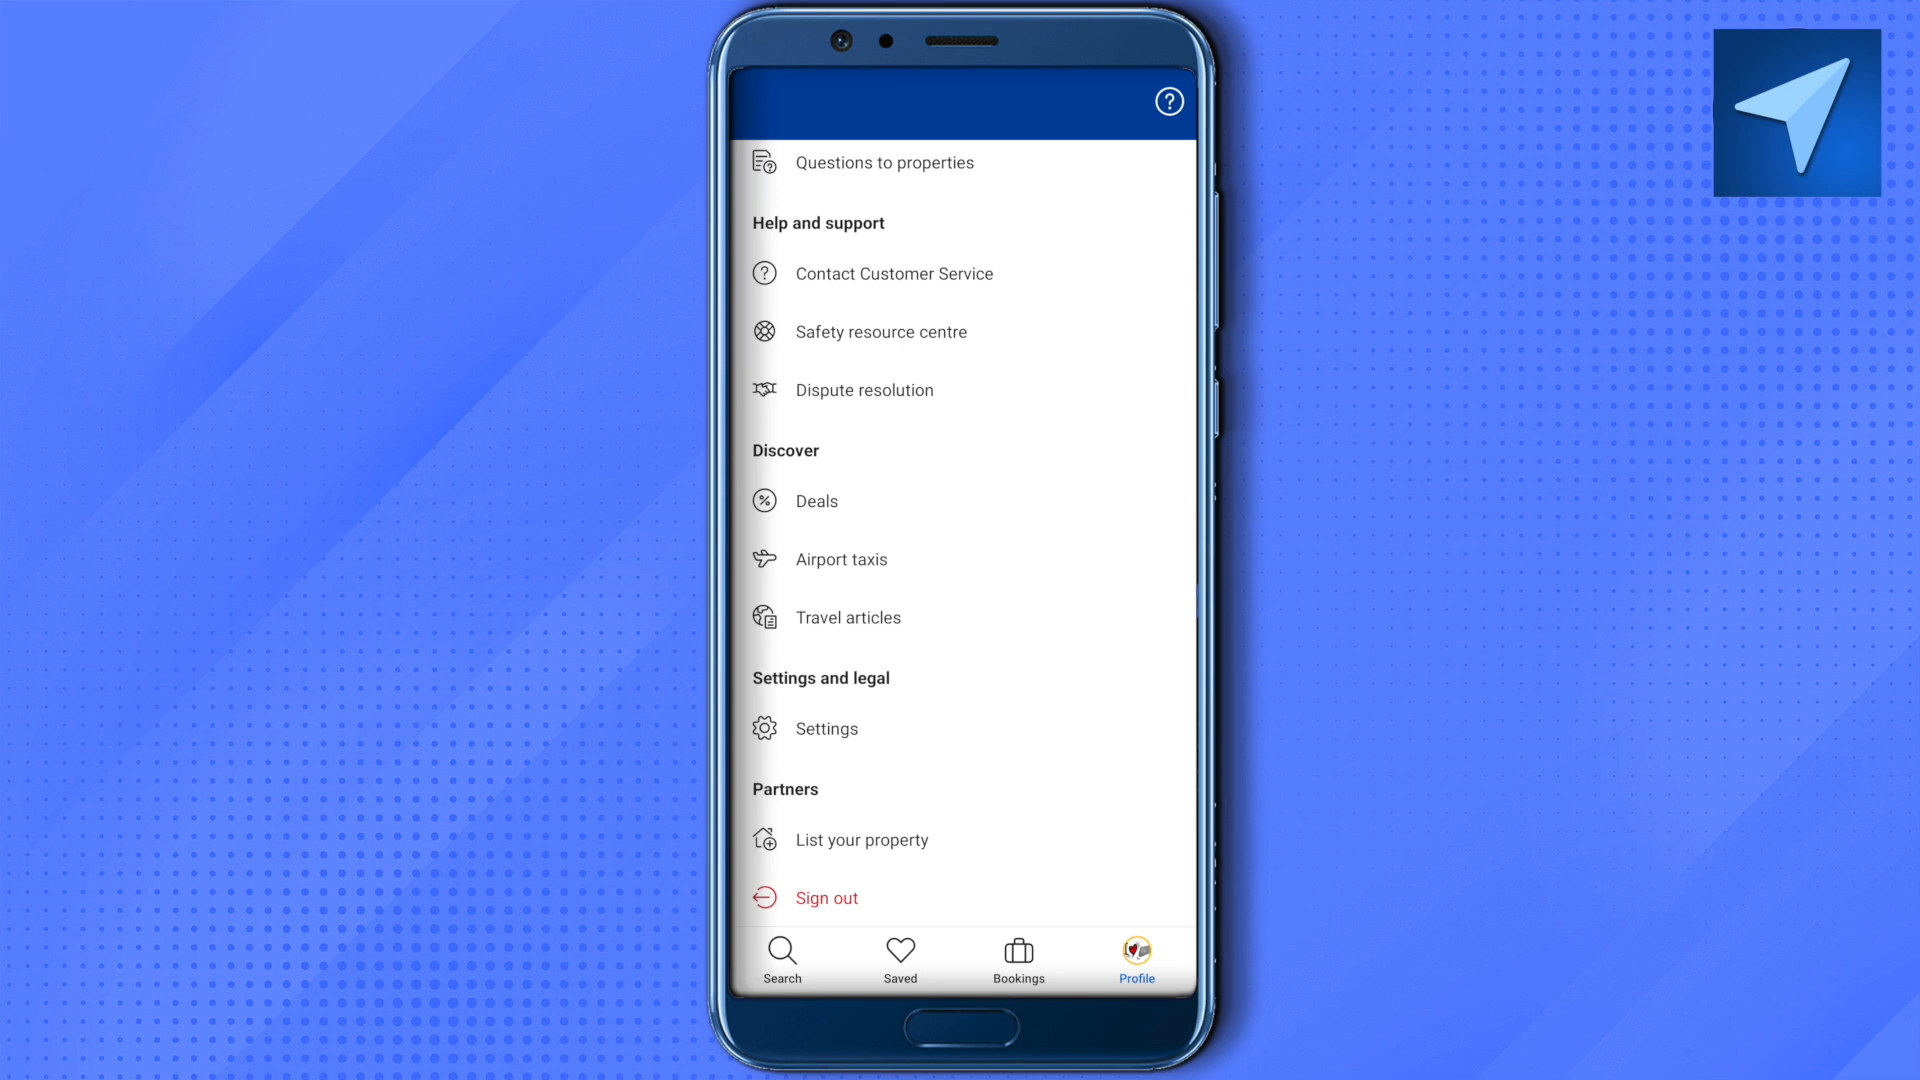 Questions to properties
Help and support
Contact Customer Service
Safety resource centre
Dispute resolution
Discover
Deals
Airport taxis
Travel articles
Settings and legal
Settings
Partners
List your property
Sign out
Search
Saved
Bookings
Profile